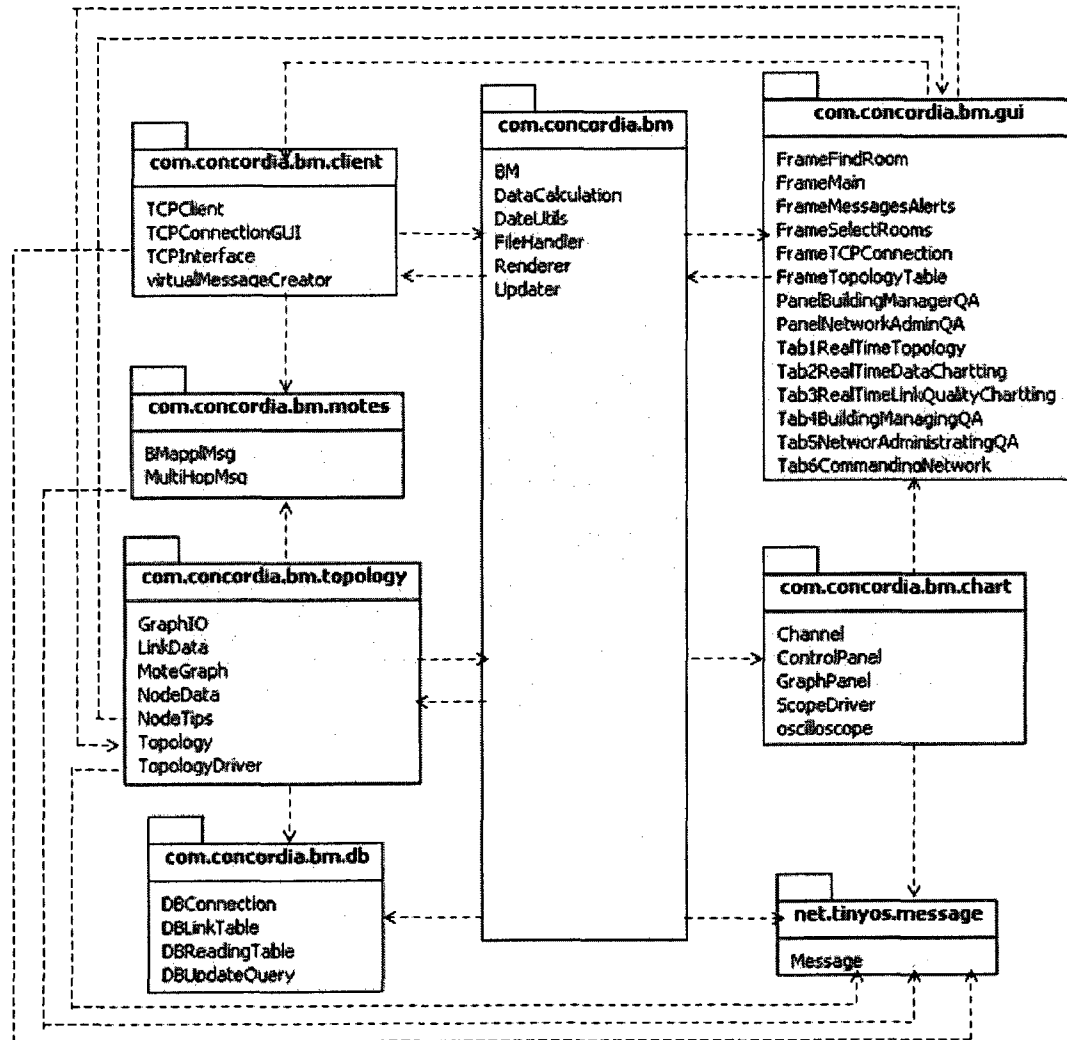 com.concordia.bm.client
TCPClient
TCPConnectionGUI
TCPInterface
virtualMessageCreator
com.concordia.bm.motes
BMapplMsg
MultiHopMsg
com.concordia.bm.topology
GraphIO
LinkData
MoteGraph
NodeData
NodeTips
Topology
TopologyDriver
com.concordia.bm.db
DBConnection
DBLinkTable
DBReadingTable
DBUpdateQuery
com.concordia.bm
BM
DataCalculation
DateUtils
FileHandler
Renderer
Updater
com.concordia.bm.gui
FrameFindRoom
FrameMain
FrameMessagesAlerts
FrameSelectRooms
FrameTCPConnection
FrameTopologyTable
PanelBuildingManagerQA
PanelNetworkAdminQA
Tab1RealTimeTopology
Tab2RealTimeDataChartting
Tab3RealTimeLinkQualityChartting
Tab4BuildingManagingQA
Tab5NetworAdministratingQA
Tab6CommandingNetwork
com.concordia.bm.chart
Channel
ControlPanel
GraphPanel
ScopeDriver
oscilloscope
net.tinyos.message
Message